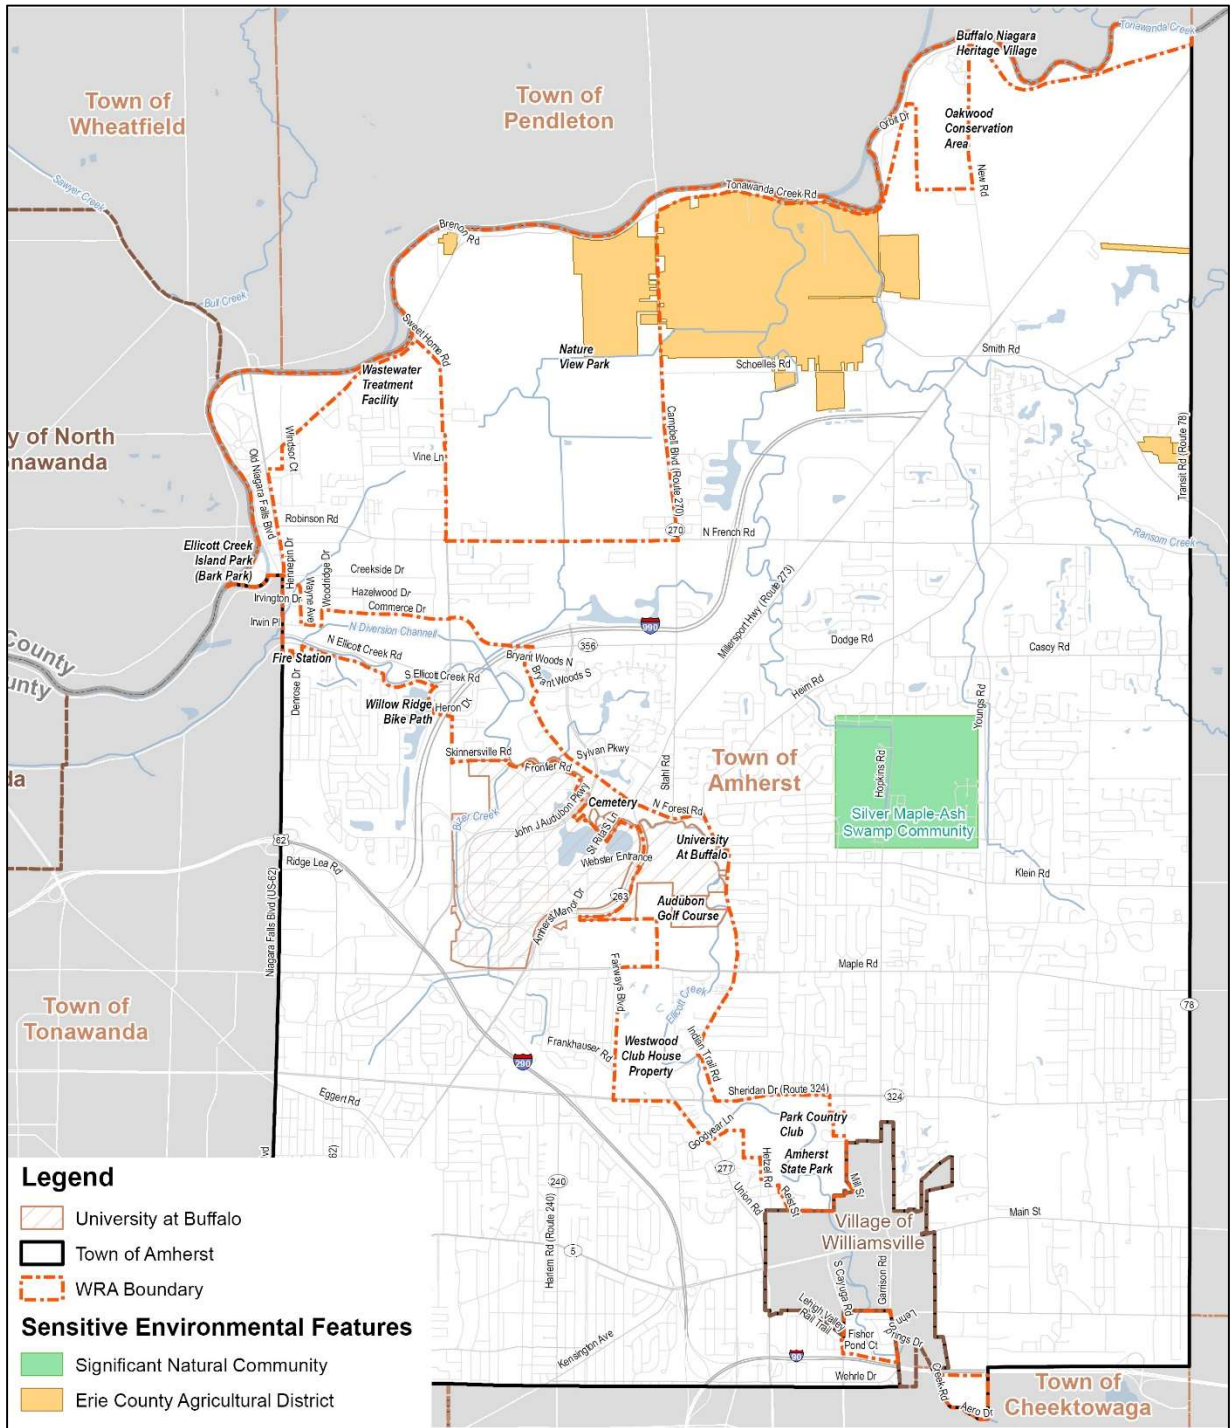 Tonawanda Creek
Buffalo Niagara
Heritage Village
Town of
Wheatfield
Town of
Pendleton
Orbit Dr
Oakwood
Conservation
Area
New Rd
Sawyer Creek
Tonawanda Creek Rd
Brenon Rd
Bull Creek
Sweet Home Rd
Wastewater
Treatment
Facility
Nature
View Park
Schoelles Rd
Smith Rd
Transit Rd (Route 78)
Campbell Blvd (Route 270)
y of North
onawanda
Windsor Ct
Old Niagara Falls Blvd
Vine Ln
Robinson Rd
270
N French Rd
Ransom Creek
Ellicott Creek
Island Park
(Bark Park)
Hennepin Dr
Creekside Dr
Irvington Dr
Wayne Ave
Woodridge Dr
Hazelwood Dr
Commerce Dr
Millersport Hwy (Route 273)
Irwin Pl
N Diversion Channell
990
356
Dodge Rd
Casey Rd
County
unty
N Ellicott Creek Rd
Fire Station
Bryant Woods N
Bryant Woods S
S Ellicott Creek Rd
Denrose Dr
Willow Ridge
Bike Path
Heron Dr
Heim Rd
Youngs Rd
Skinnersville Rd
Sylvan Pkwy
Frontier Rd
Stahl Rd
Town of
Amherst
Hopkins Rd
Silver Maple-Ash
Swamp Community
da
John J Audubon Pkwy
Cemetery
N Forest Rd
St Rita'S Ln
Webster Entrance
University
At Buffalo
62
Ridge Lea Rd
Klein Rd
263
Amherst Manor Dr
Audubon
Golf Course
Niagara Falls Blvd (US-62)
Maple Rd
Fairways Blvd
Ellicott Creek
78
Town of
Tonawanda
Frankhauser Rd
Westwood
Club House
Property
Indian Trail Rd
290
Sheridan Dr (Route 324)
324
Eggert Rd
Goodyear Ln
Park Country
Club
Amherst
State Park
vd
62)
277
Hetzel Rd
Mill St
Union Rd
Reist St
240
Harlem Rd (Route 240)
5
Village of
Williamsville
Main St
S Cayuga Rd
Garrison Rd
Lehigh Valley
Rail Trail
Fisher
Pond Ct
Kensington Ave
90
Wehrle Dr
Creek Rd
Aero Dr
Town of
Cheektowaga
Legend
University at Buffalo
Town of Amherst
WRA Boundary
Sensitive Environmental Features
Significant Natural Community
Erie County Agricultural District